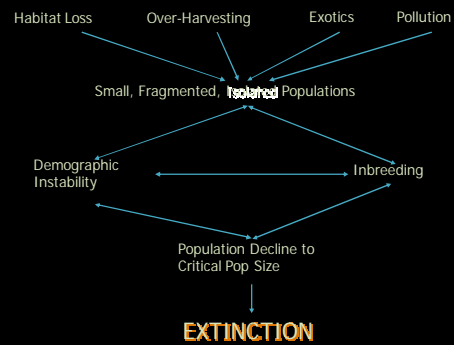 Habitat Loss Over-Harvesting Exotics Pollution
Small, Fragmented, Isolated Populations
Demographic
Instability
Inbreeding
Population Decline to
Critical Pop Size
EXTINCTION